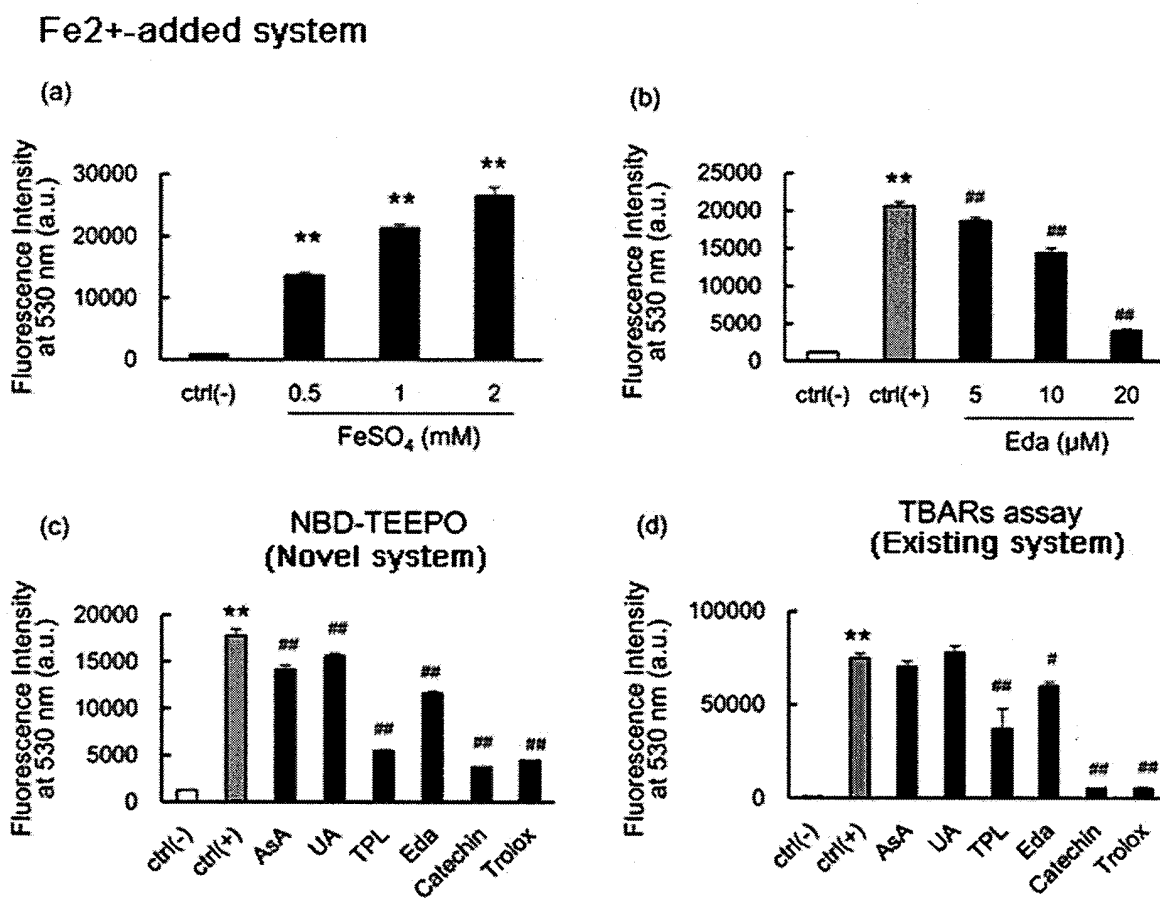 Fe2+-added system
(a)
Fluorescence Intensity
at 530 nm (a.u.)
30000
20000
10000
0
**
**
**
ctrl(-)
0.5
1
2
FeSO₄ (mM)
(b)
Fluorescence Intensity
at 530 nm (a.u.)
25000
20000
15000
10000
5000
0
**
##
##
##
ctrl(-)
ctrl(+)
5
10
20
Eda (µM)
(c)
NBD-TEEPO
(Novel system)
Fluorescence Intensity
at 530 nm (a.u.)
20000
15000
10000
5000
0
**
##
##
##
##
##
##
ctrl(-)
ctrl(+)
AsA
UA
TPL
Eda
Catechin
Trolox
(d)
TBARs assay
(Existing system)
Fluorescence Intensity
at 530 nm (a.u.)
100000
50000
0
**
##
#
##
##
ctrl(-)
ctrl(+)
AsA
UA
TPL
Eda
Catechin
Trolox